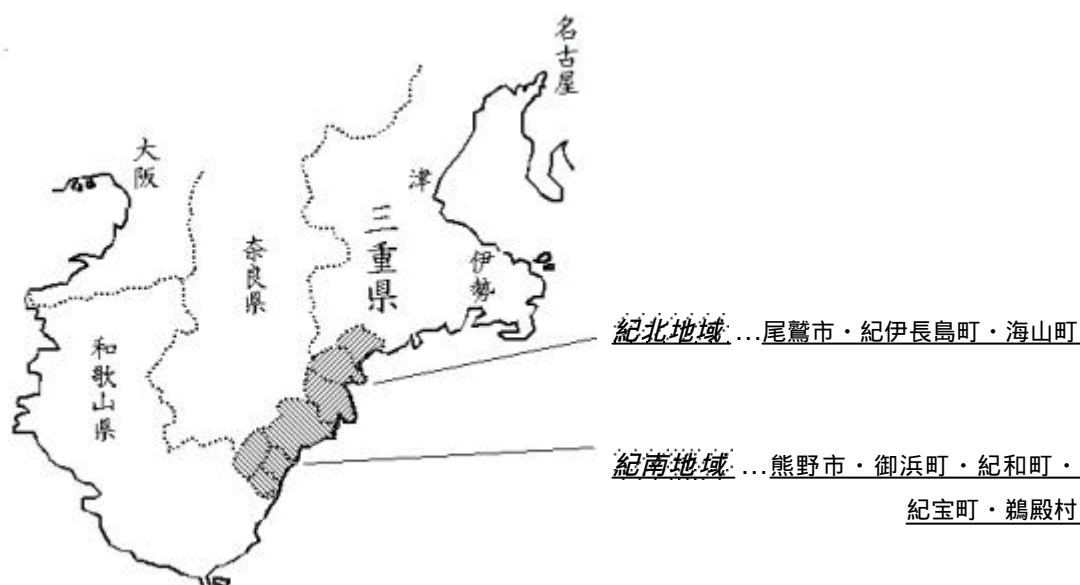 名古屋
大阪
津
三重県
奈良県
伊勢
和歌山県
紀北地域…尾鷲市・紀伊長島町・海山町
紀南地域…熊野市・御浜町・紀和町・
紀宝町・鵜殿村